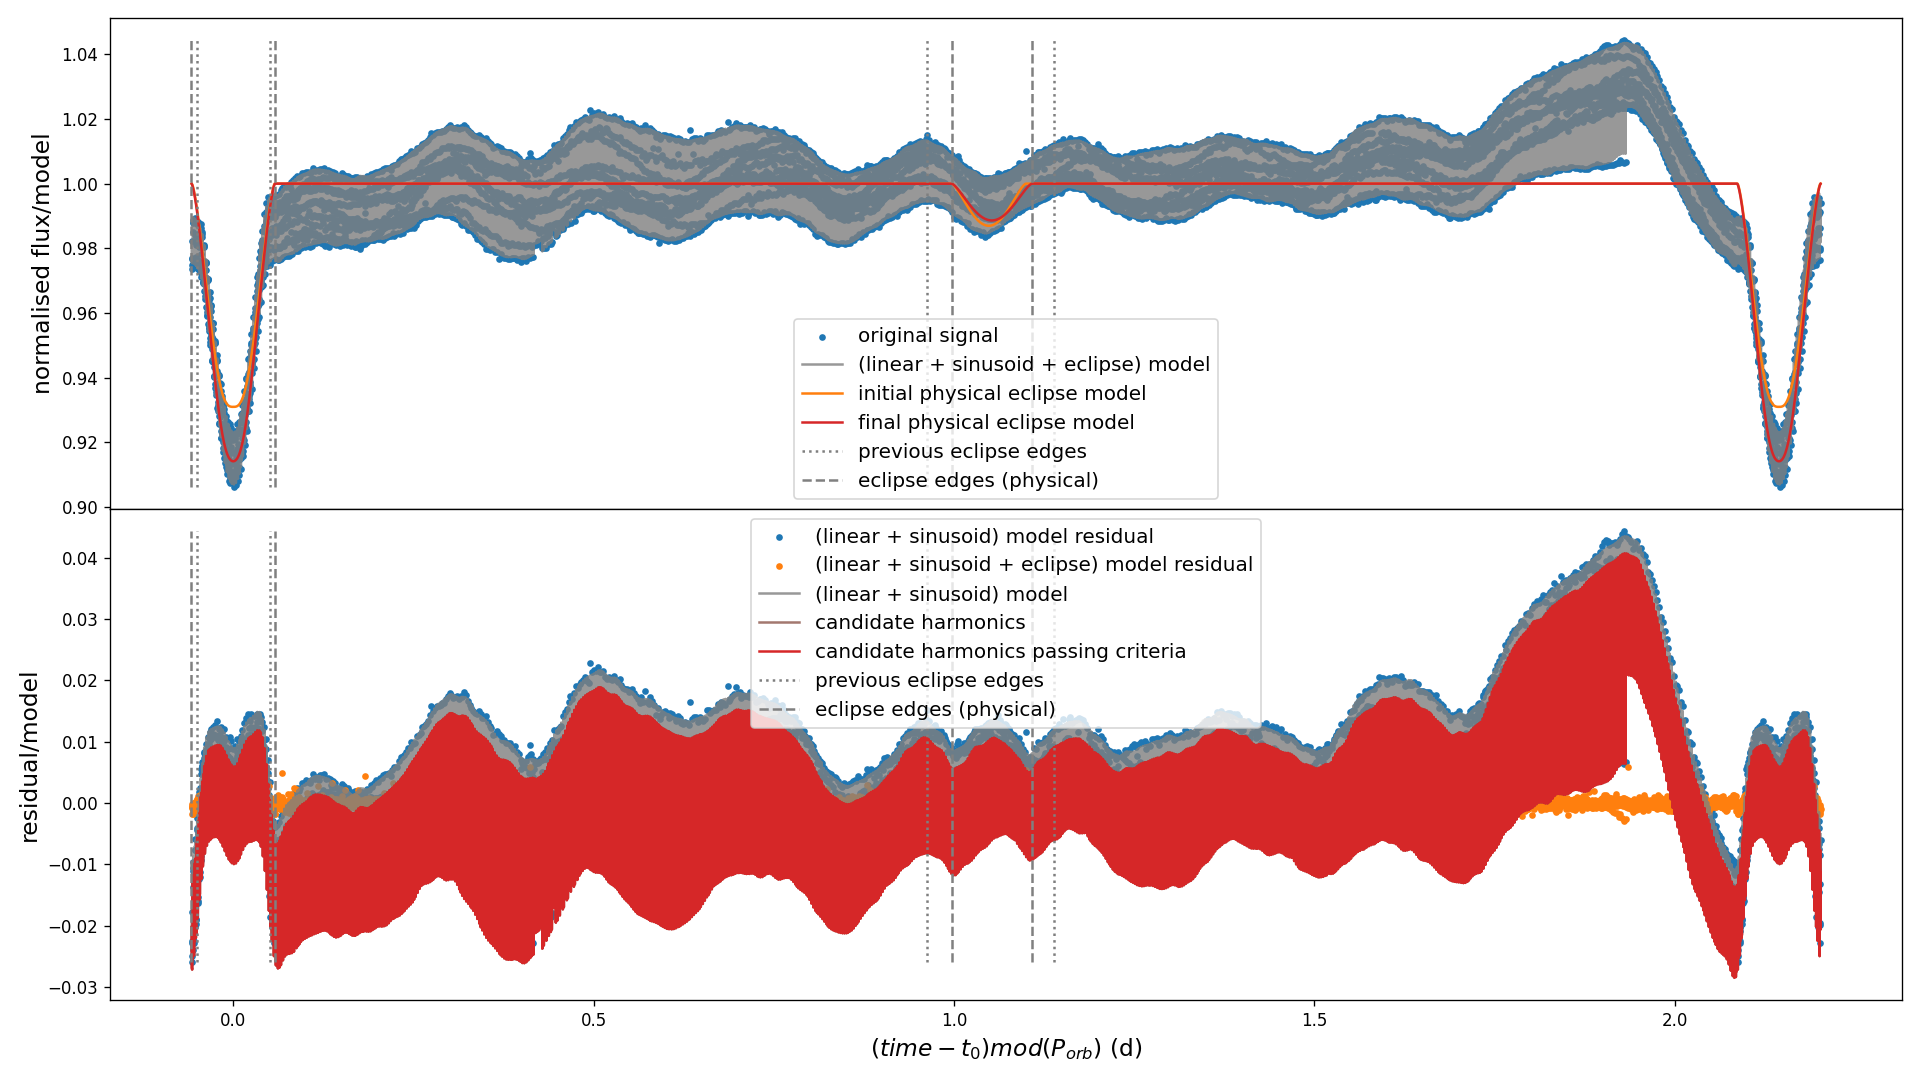 normalised flux/model
1.04
1.02
1.00
0.98
0.96
0.94
0.92
0.90
original signal
(linear + sinusoid + eclipse) model
initial physical eclipse model
final physical eclipse model
previous eclipse edges
eclipse edges (physical)
residual/model
0.04
0.03
0.02
0.01
0.00
−0.01
−0.02
−0.03
(linear + sinusoid) model residual
(linear + sinusoid + eclipse) model residual
(linear + sinusoid) model
candidate harmonics
candidate harmonics passing criteria
previous eclipse edges
eclipse edges (physical)
0.0 0.5 1.0 1.5 2.0
(time − t₀)mod(Pₒᵣb) (d)